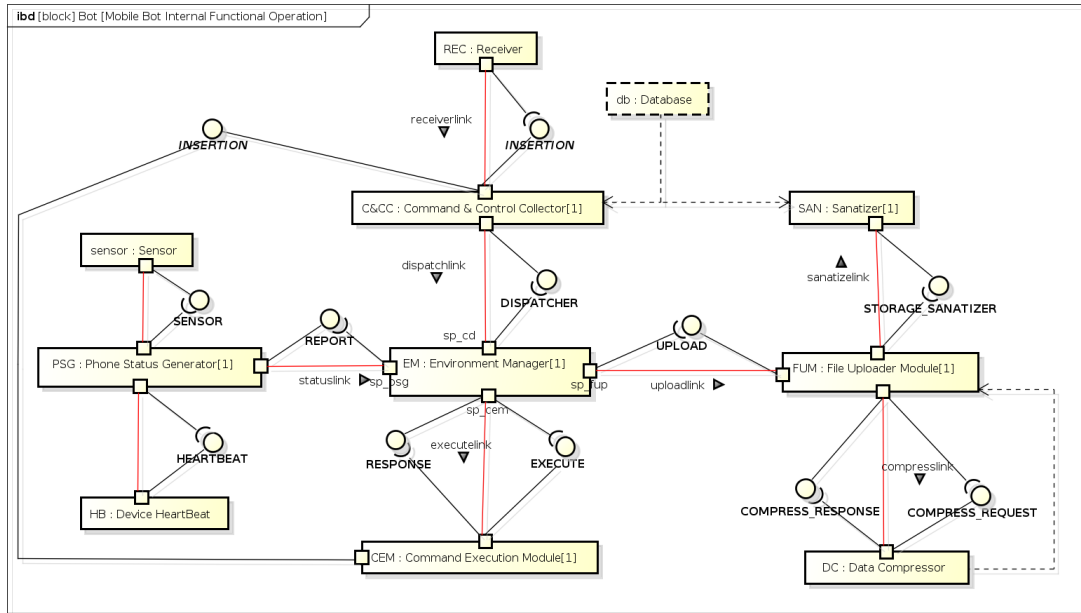 ibd [block] Bot [Mobile Bot Internal Functional Operation]
REC : Receiver
db : Database
receiverlink
INSERTION
INSERTION
C&CC : Command & Control Collector[1]
SAN : Sanatizer[1]
sensor : Sensor
dispatchlink
sanatizelink
DISPATCHER
STORAGE_SANATIZER
SENSOR
sp_cd
REPORT
UPLOAD
PSG : Phone Status Generator[1]
EM : Environment Manager[1]
FUM : File Uploader Module[1]
statuslink
sp_psg
sp_fup
uploadlink
sp_cem
executelink
HEARTBEAT
RESPONSE
EXECUTE
compresslink
COMPRESS_RESPONSE
COMPRESS_REQUEST
HB : Device HeartBeat
CEM : Command Execution Module[1]
DC : Data Compressor